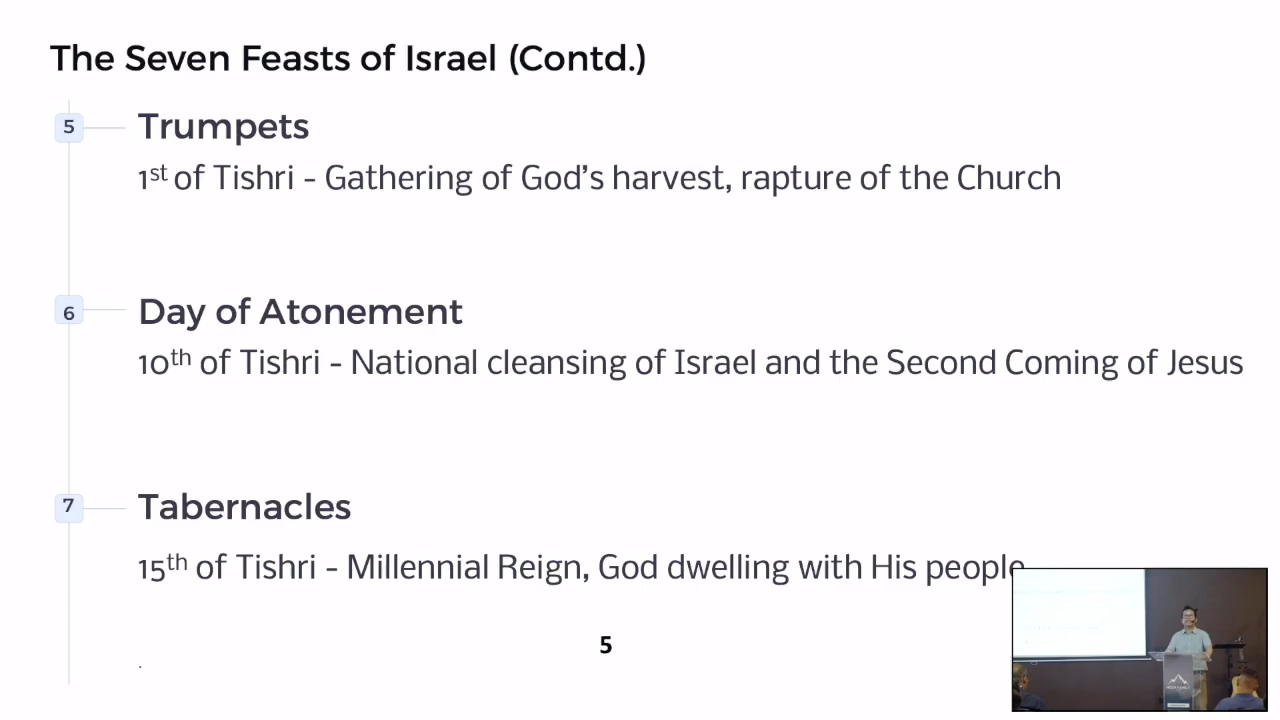 The Seven Feasts of Israel (Contd.)
5
Trumpets
1st of Tishri - Gathering of God’s harvest, rapture of the Church
6
Day of Atonement
10th of Tishri - National cleansing of Israel and the Second Coming of Jesus
7
Tabernacles
15th of Tishri - Millennial Reign, God dwelling with His people
5
.